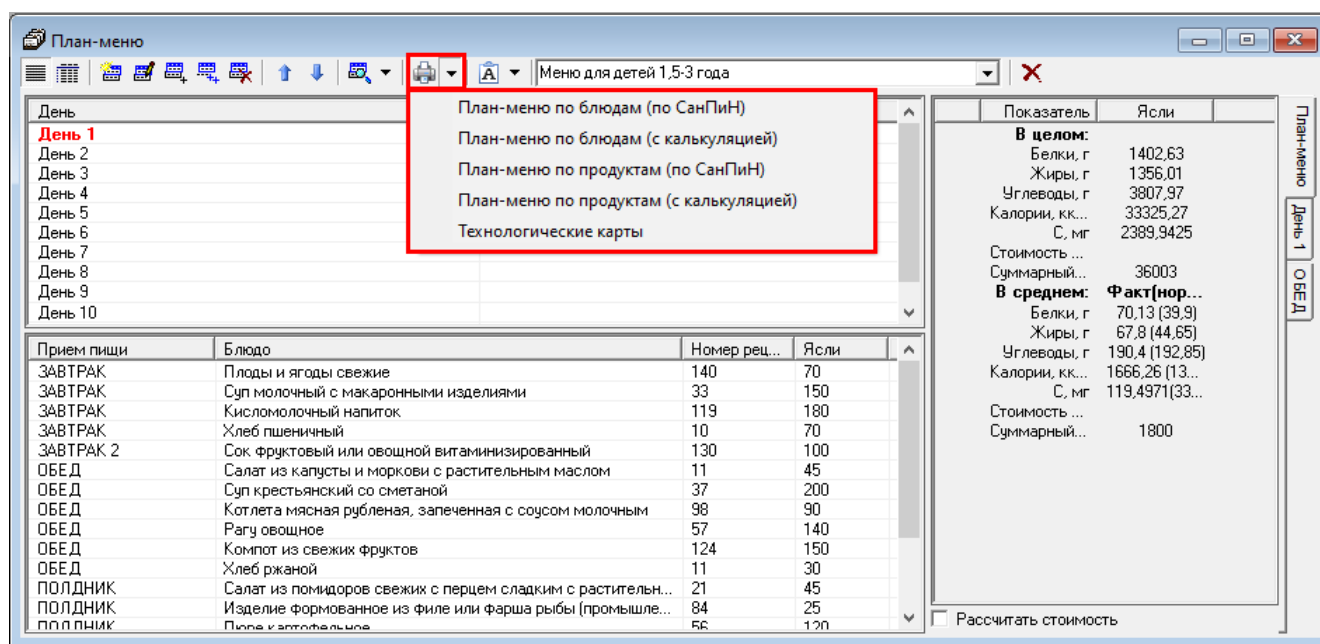 План-меню
Меню для детей 1,5-3 года
План-меню по блюдам (по СанПиН)
План-меню по блюдам (с калькуляцией)
План-меню по продуктам (по СанПиН)
План-меню по продуктам (с калькуляцией)
Технологические карты
День
День 1
День 2
День 3
День 4
День 5
День 6
День 7
День 8
День 9
День 10
Прием пищи Блюдо Номер рец... Ясли
ЗАВТРАК Плоды и ягоды свежие 140 70
ЗАВТРАК Суп молочный с макаронными изделиями 33 150
ЗАВТРАК Кисломолочный напиток 119 180
ЗАВТРАК Хлеб пшеничный 10 70
ЗАВТРАК 2 Сок фруктовый или овощной витаминизированный 130 100
ОБЕД Салат из капусты и моркови с растительным маслом 11 45
ОБЕД Суп крестьянский со сметаной 37 200
ОБЕД Котлета мясная рубленая, запеченная с соусом молочным 98 90
ОБЕД Рагу овощное 57 140
ОБЕД Компот из свежих фруктов 124 150
ОБЕД Хлеб ржаной 11 30
ПОЛДНИК Салат из помидоров свежих с перцем сладким с растительн... 21 45
ПОЛДНИК Изделие формованное из филе или фарша рыбы (промышле... 84 25
ПОЛДНИК Пюре картофельное 56 120
Показатель Ясли
В целом:
Белки, г 1402,63
Жиры, г 1356,01
Углеводы, г 3807,97
Калории, кк... 33325,27
С, мг 2389,9425
Стоимость ...
Суммарный... 36003
В среднем: Факт(нор...
Белки, г 70,13 (39,9)
Жиры, г 67,8 (44,65)
Углеводы, г 190,4 (192,85)
Калории, кк... 1666,26 (13...
С, мг 119,4971(33...
Стоимость ...
Суммарный... 1800
Рассчитать стоимость
План-меню
День 1
ОБЕД